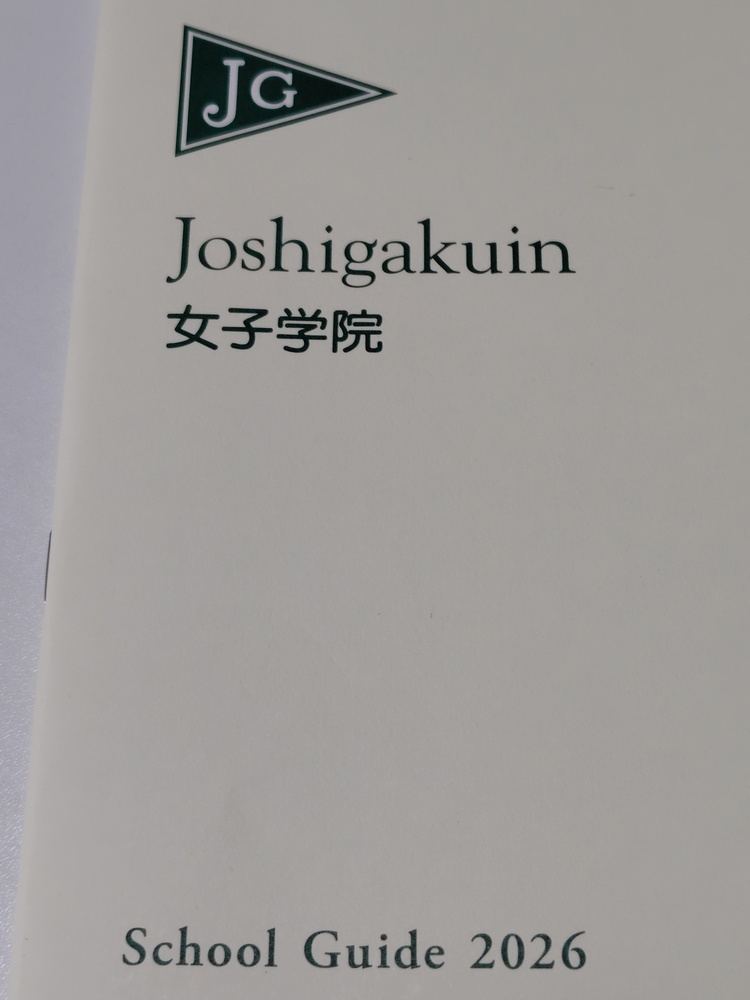 JG
Joshigakuin
女子学院
School Guide 2026